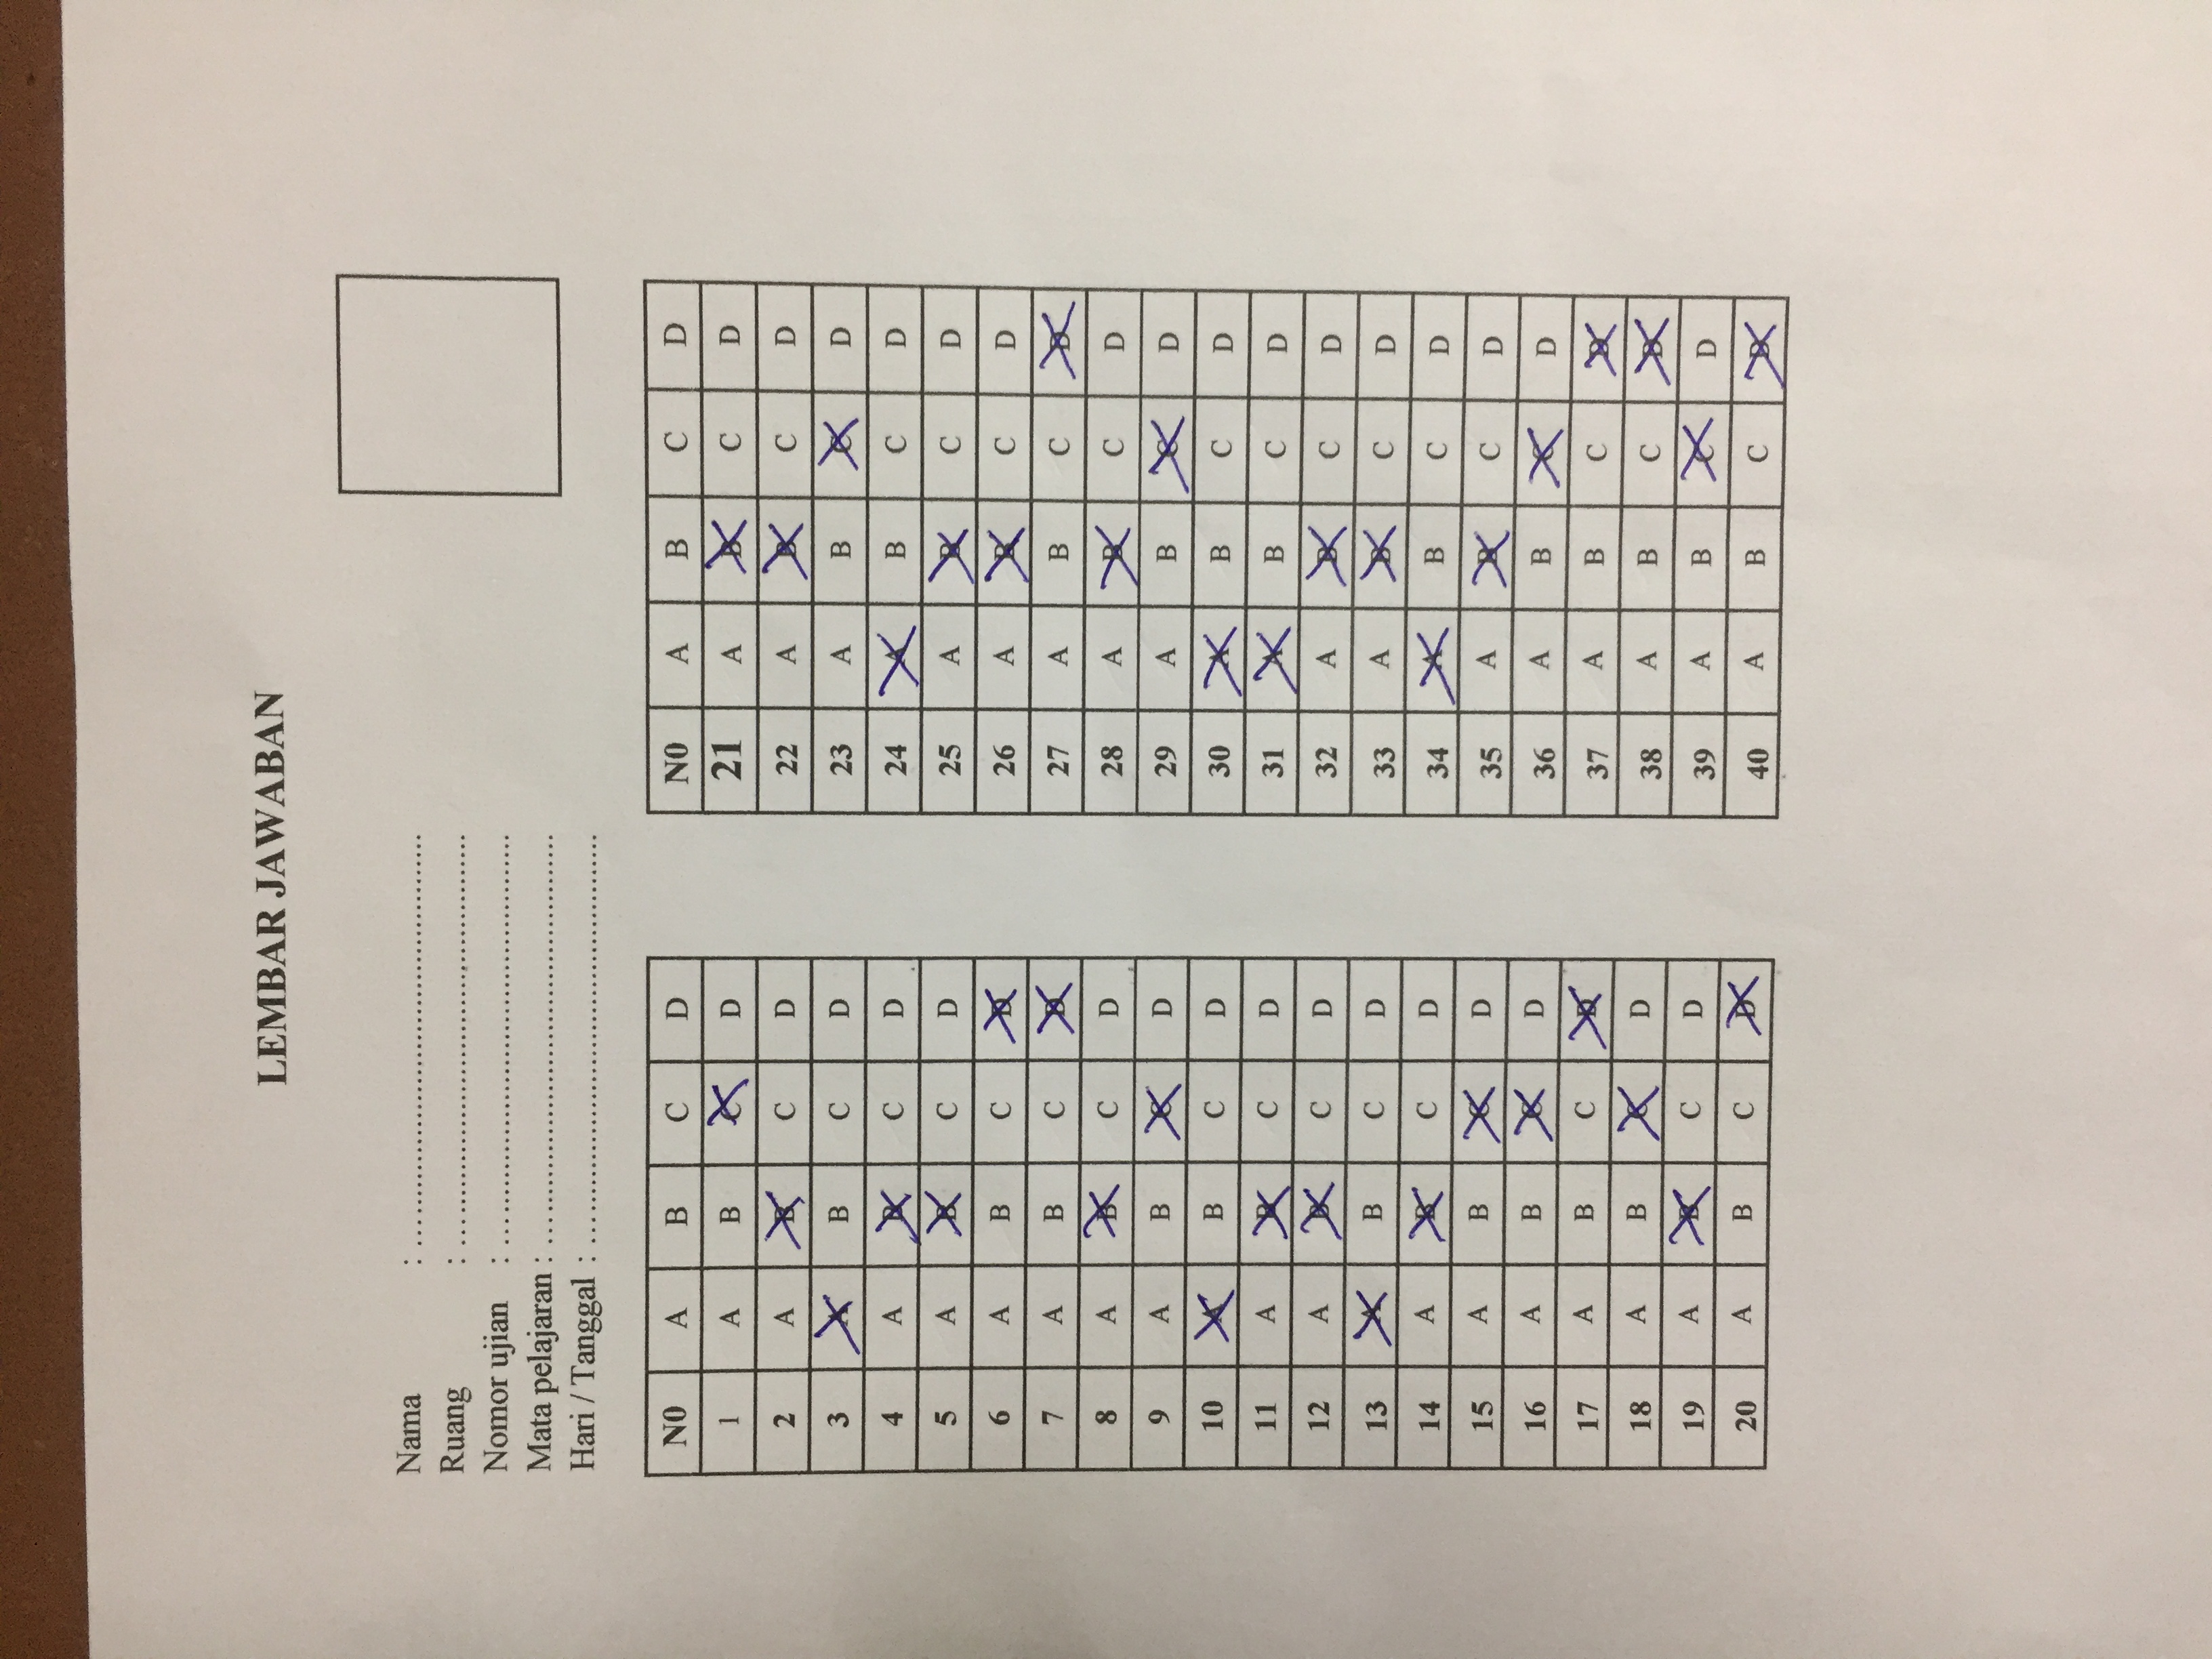 LEMBAR JAWABAN
Nama : ....................................................
Ruang : ....................................................
Nomor ujian : ....................................................
Mata pelajaran : ....................................................
Hari / Tanggal : ....................................................
N0 A B C D
1 A B C D
2 A B C D
3 A B C D
4 A B C D
5 A B C D
6 A B C D
7 A B C D
8 A B C D
9 A B C D
10 A B C D
11 A B C D
12 A B C D
13 A B C D
14 A B C D
15 A B C D
16 A B C D
17 A B C D
18 A B C D
19 A B C D
20 A B C D
N0 A B C D
21 A B C D
22 A B C D
23 A B C D
24 A B C D
25 A B C D
26 A B C D
27 A B C D
28 A B C D
29 A B C D
30 A B C D
31 A B C D
32 A B C D
33 A B C D
34 A B C D
35 A B C D
36 A B C D
37 A B C D
38 A B C D
39 A B C D
40 A B C D